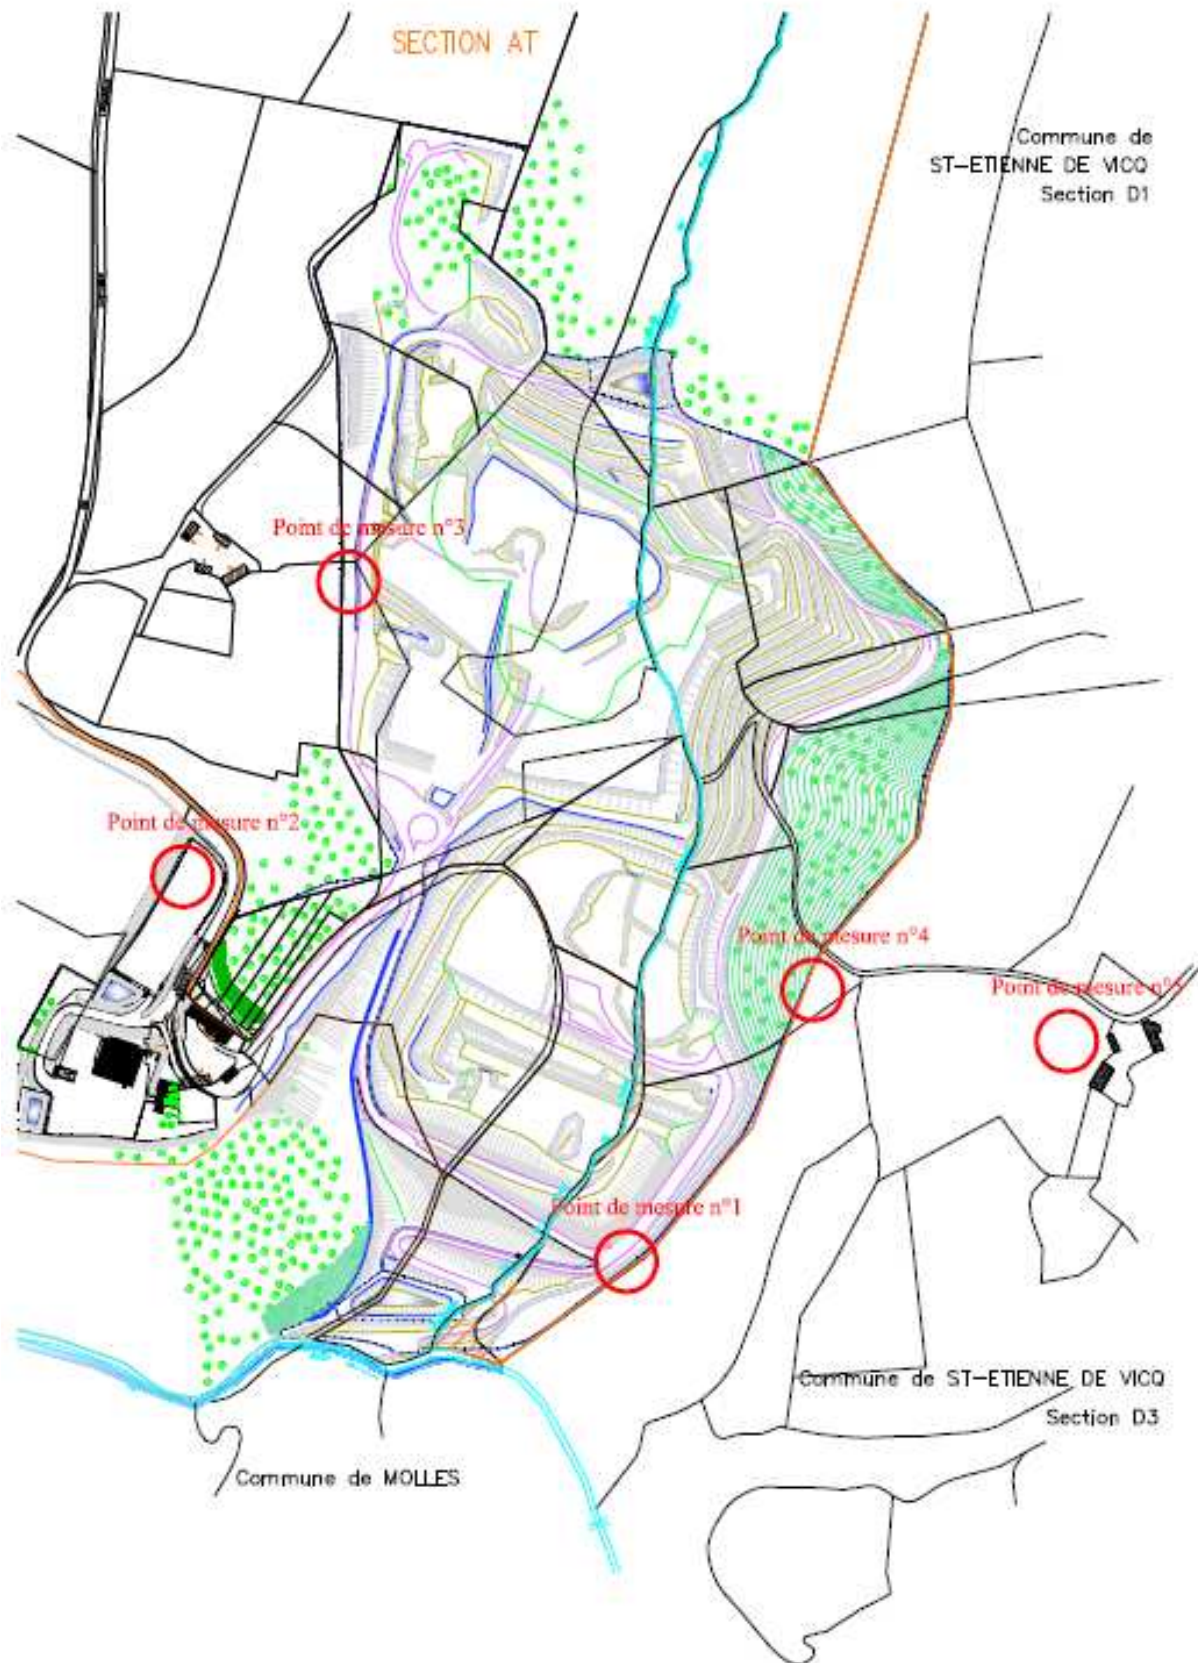 SECTION AT
Commune de
ST-ETIENNE DE VICQ
Section D1
Point de mesure n°3
Point de mesure n°2
Point de mesure n°4
Point de mesure n°5
Point de mesure n°1
Commune de ST-ETIENNE DE VICQ
Section D3
Commune de MOLLES